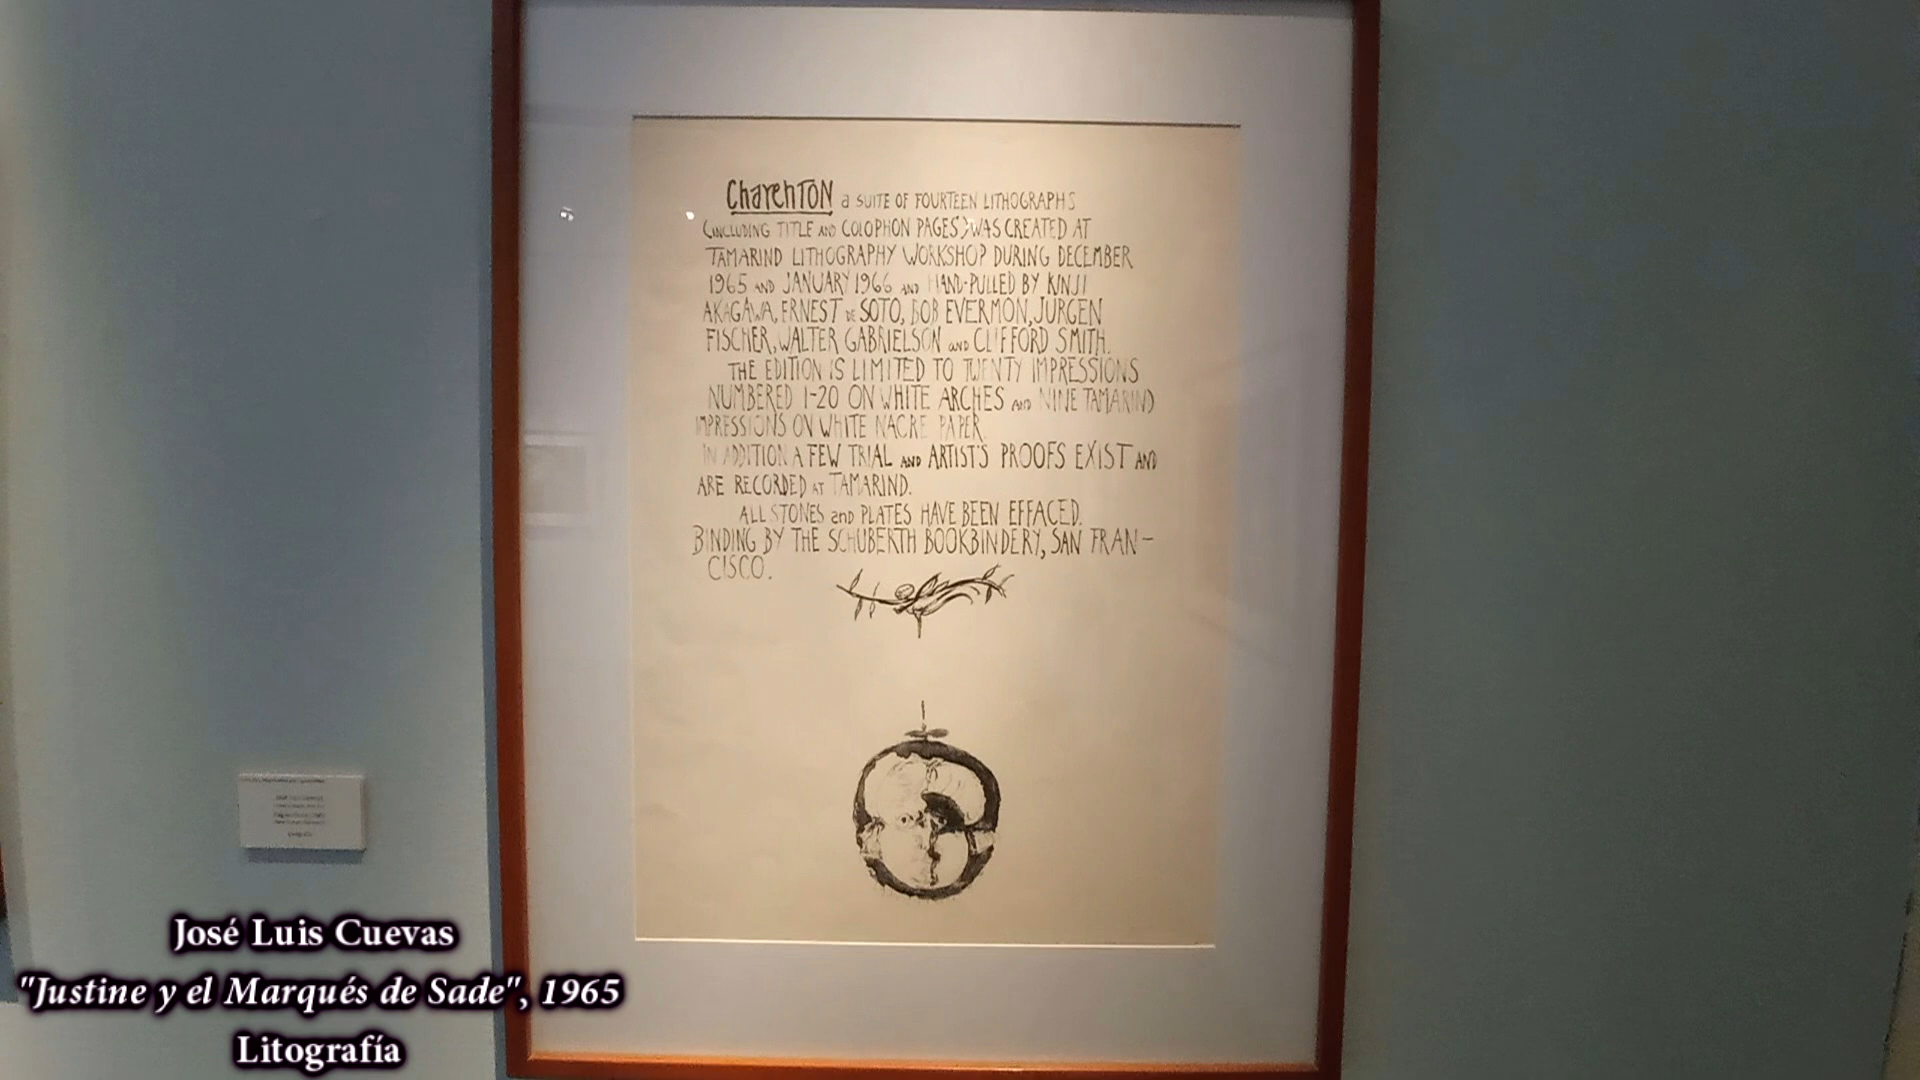 Charenton a SUITE OF FOURTEEN LITHOGRAPHS
(INCLUDING TITLE AND COLOPHON PAGES) WAS CREATED AT
TAMARIND LITHOGRAPHY WORKSHOP DURING DECEMBER
1965 AND JANUARY 1966 AND HAND-PULLED BY KINJI
AKAGAWA, ERNEST DE SOTO, BOB EVERMON, JURGEN
FISCHER, WALTER GABRIELSON AND CLIFFORD SMITH.
THE EDITION IS LIMITED TO TWENTY IMPRESSIONS
NUMBERED 1-20 ON WHITE ARCHES AND NINE TAMARIND
IMPRESSIONS ON WHITE NACRE PAPER.
IN ADDITION A FEW TRIAL AND ARTIST'S PROOFS EXIST AND
ARE RECORDED AT TAMARIND.
ALL STONES and PLATES HAVE BEEN EFFACED.
BINDING BY THE SCHUBERTH BOOKBINDERY, SAN FRAN-
CISCO.
José Luis Cuevas
"Justine y el Marqués de Sade", 1965
Litografía